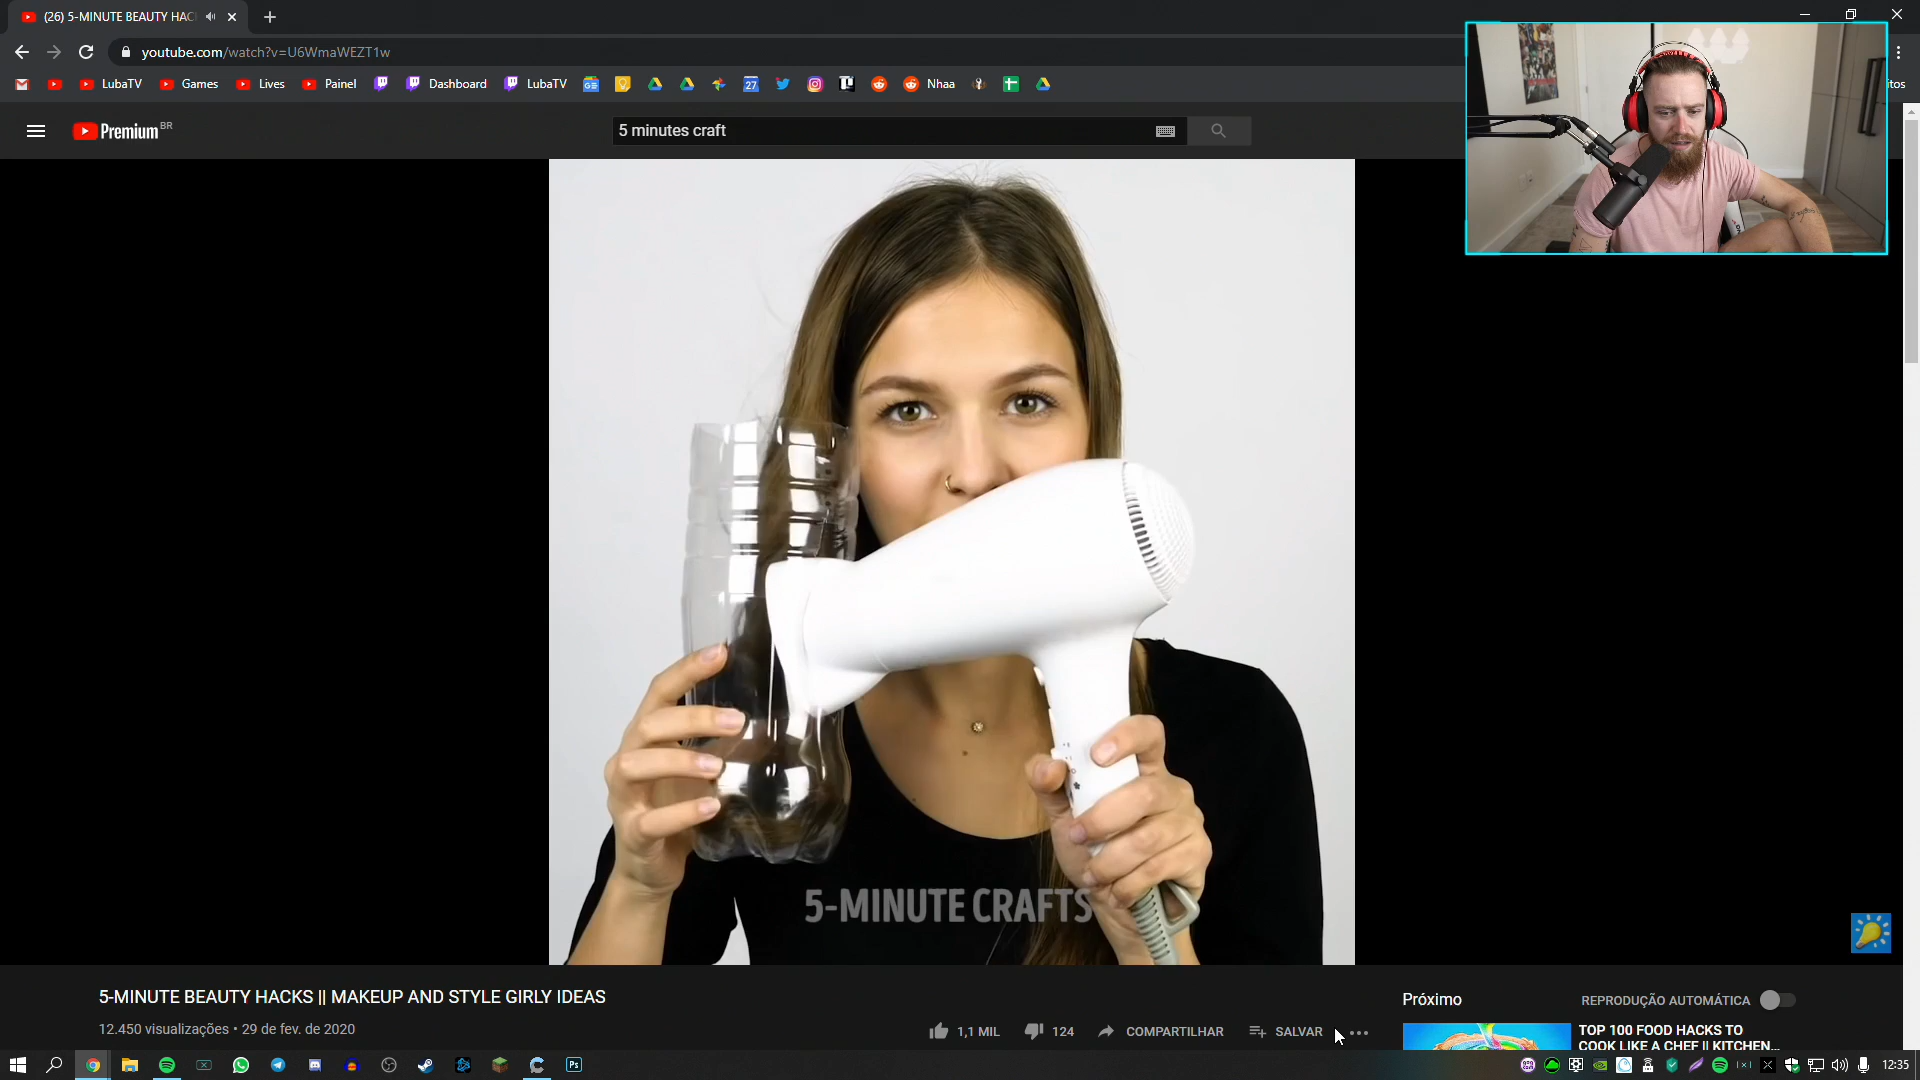 (26) 5-MINUTE BEAUTY HAC
youtube.com/watch?v=U6WmaWEZT1w
LubaTV
Games
Lives
Painel
Dashboard
LubaTV
27
Nhaa
itos
Premium BR
5 minutes craft
5-MINUTE CRAFTS
5-MINUTE BEAUTY HACKS || MAKEUP AND STYLE GIRLY IDEAS
12.450 visualizações • 29 de fev. de 2020
1,1 MIL
124
COMPARTILHAR
SALVAR
Próximo
REPRODUÇÃO AUTOMÁTICA
TOP 100 FOOD HACKS TO
COOK LIKE A CHEF || KITCHEN...
Ps
12:35